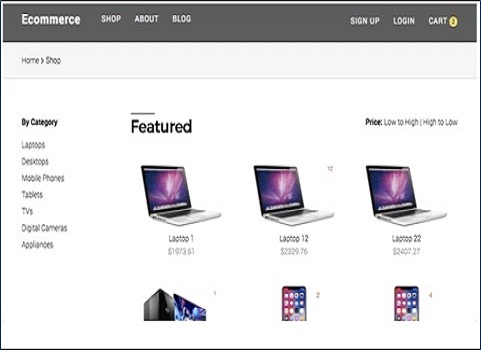 Ecommerce SHOP ABOUT BLOG SIGN UP LOGIN CART 2
Home > Shop
By Category
Laptops
Desktops
Mobile Phones
Tablets
TVs
Digital Cameras
Appliances
Featured
Price: Low to High | High to Low
12
Laptop 1 Laptop 12 Laptop 22
$1973.61 $2329.76 $2407.27
1 2 4